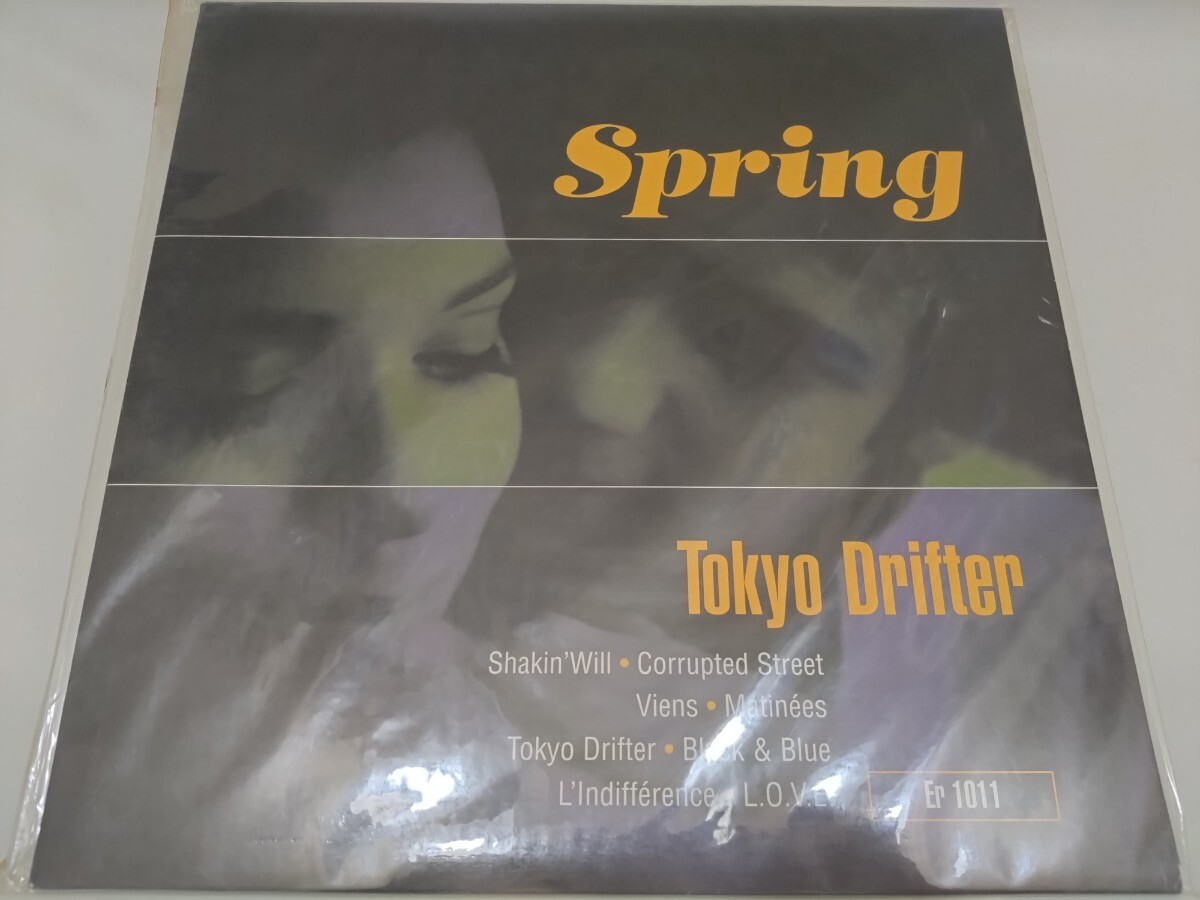 Spring
Tokyo Drifter
Shakin'Will • Corrupted Street
Viens • Matinées
Tokyo Drifter • Black & Blue
L'Indifférence • L.O.V.E
Er 1011